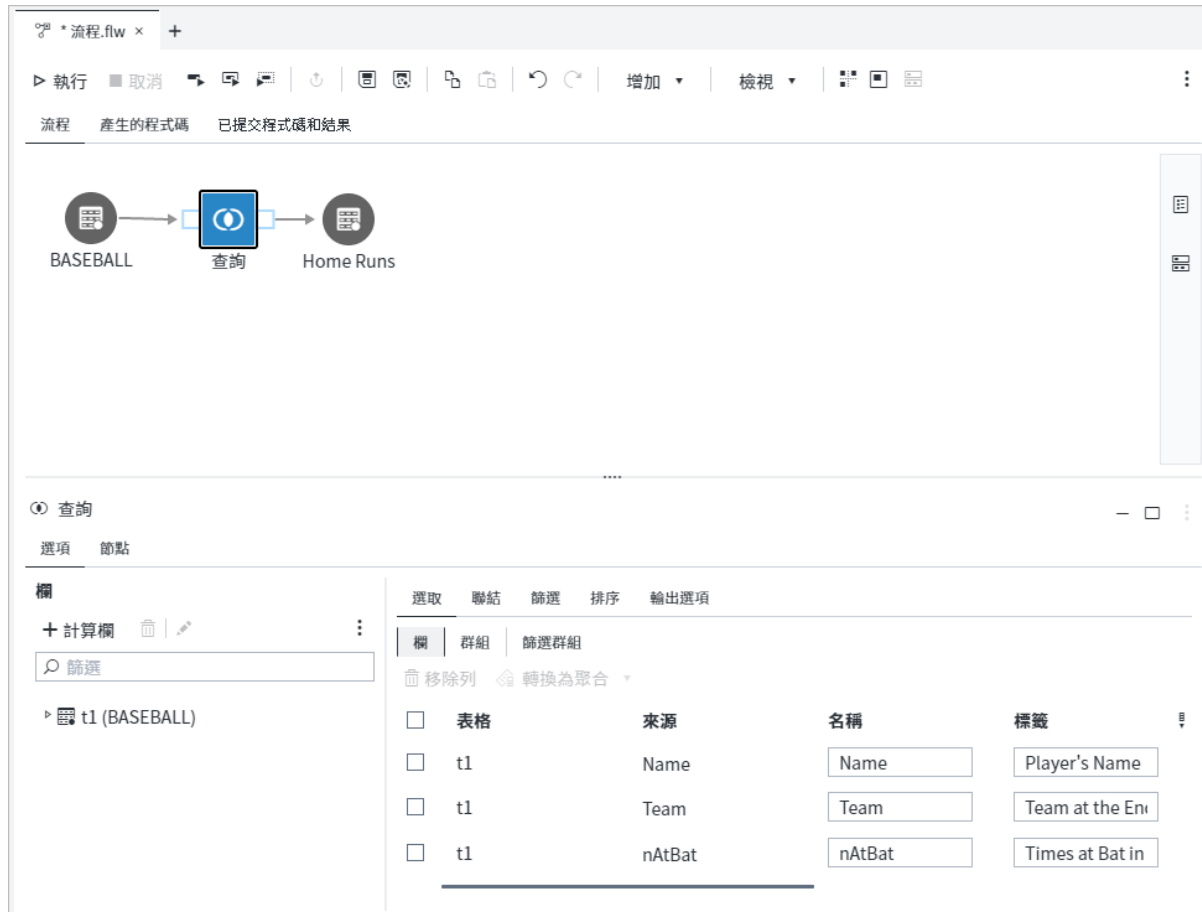 * 流程.flw × +
執行 取消 增加 ▼ 檢視 ▼
流程 產生的程式碼 已提交程式碼和結果
BASEBALL 查詢 Home Runs
查詢
選項 節點
欄
選取 聯結 篩選 排序 輸出選項
+ 計算欄
欄 群組 篩選群組
篩選
移除列 轉換為聚合 ▼
t1 (BASEBALL)
表格 來源 名稱 標籤
t1 Name Name Player's Name
t1 Team Team Team at the En
t1 nAtBat nAtBat Times at Bat in